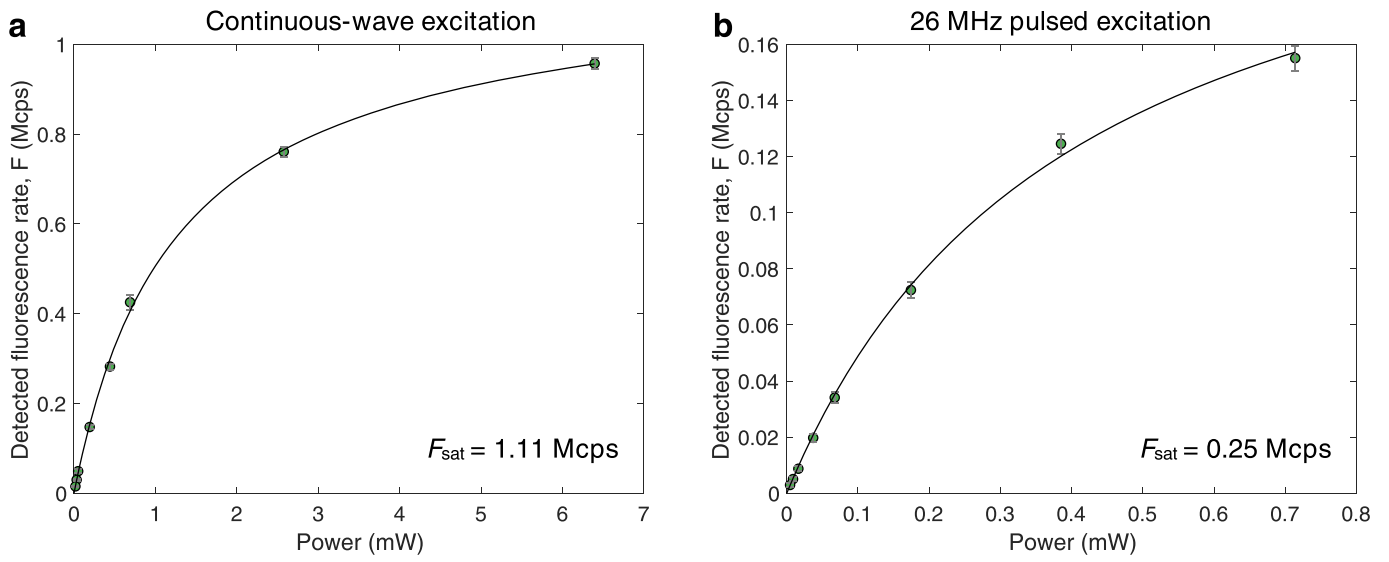 a
Continuous-wave excitation
Detected fluorescence rate, F (Mcps)
1
0.8
0.6
0.4
0.2
0
0 1 2 3 4 5 6 7
Power (mW)
Fsat = 1.11 Mcps
b
26 MHz pulsed excitation
Detected fluorescence rate, F (Mcps)
0.16
0.14
0.12
0.1
0.08
0.06
0.04
0.02
0
0 0.1 0.2 0.3 0.4 0.5 0.6 0.7 0.8
Power (mW)
Fsat = 0.25 Mcps